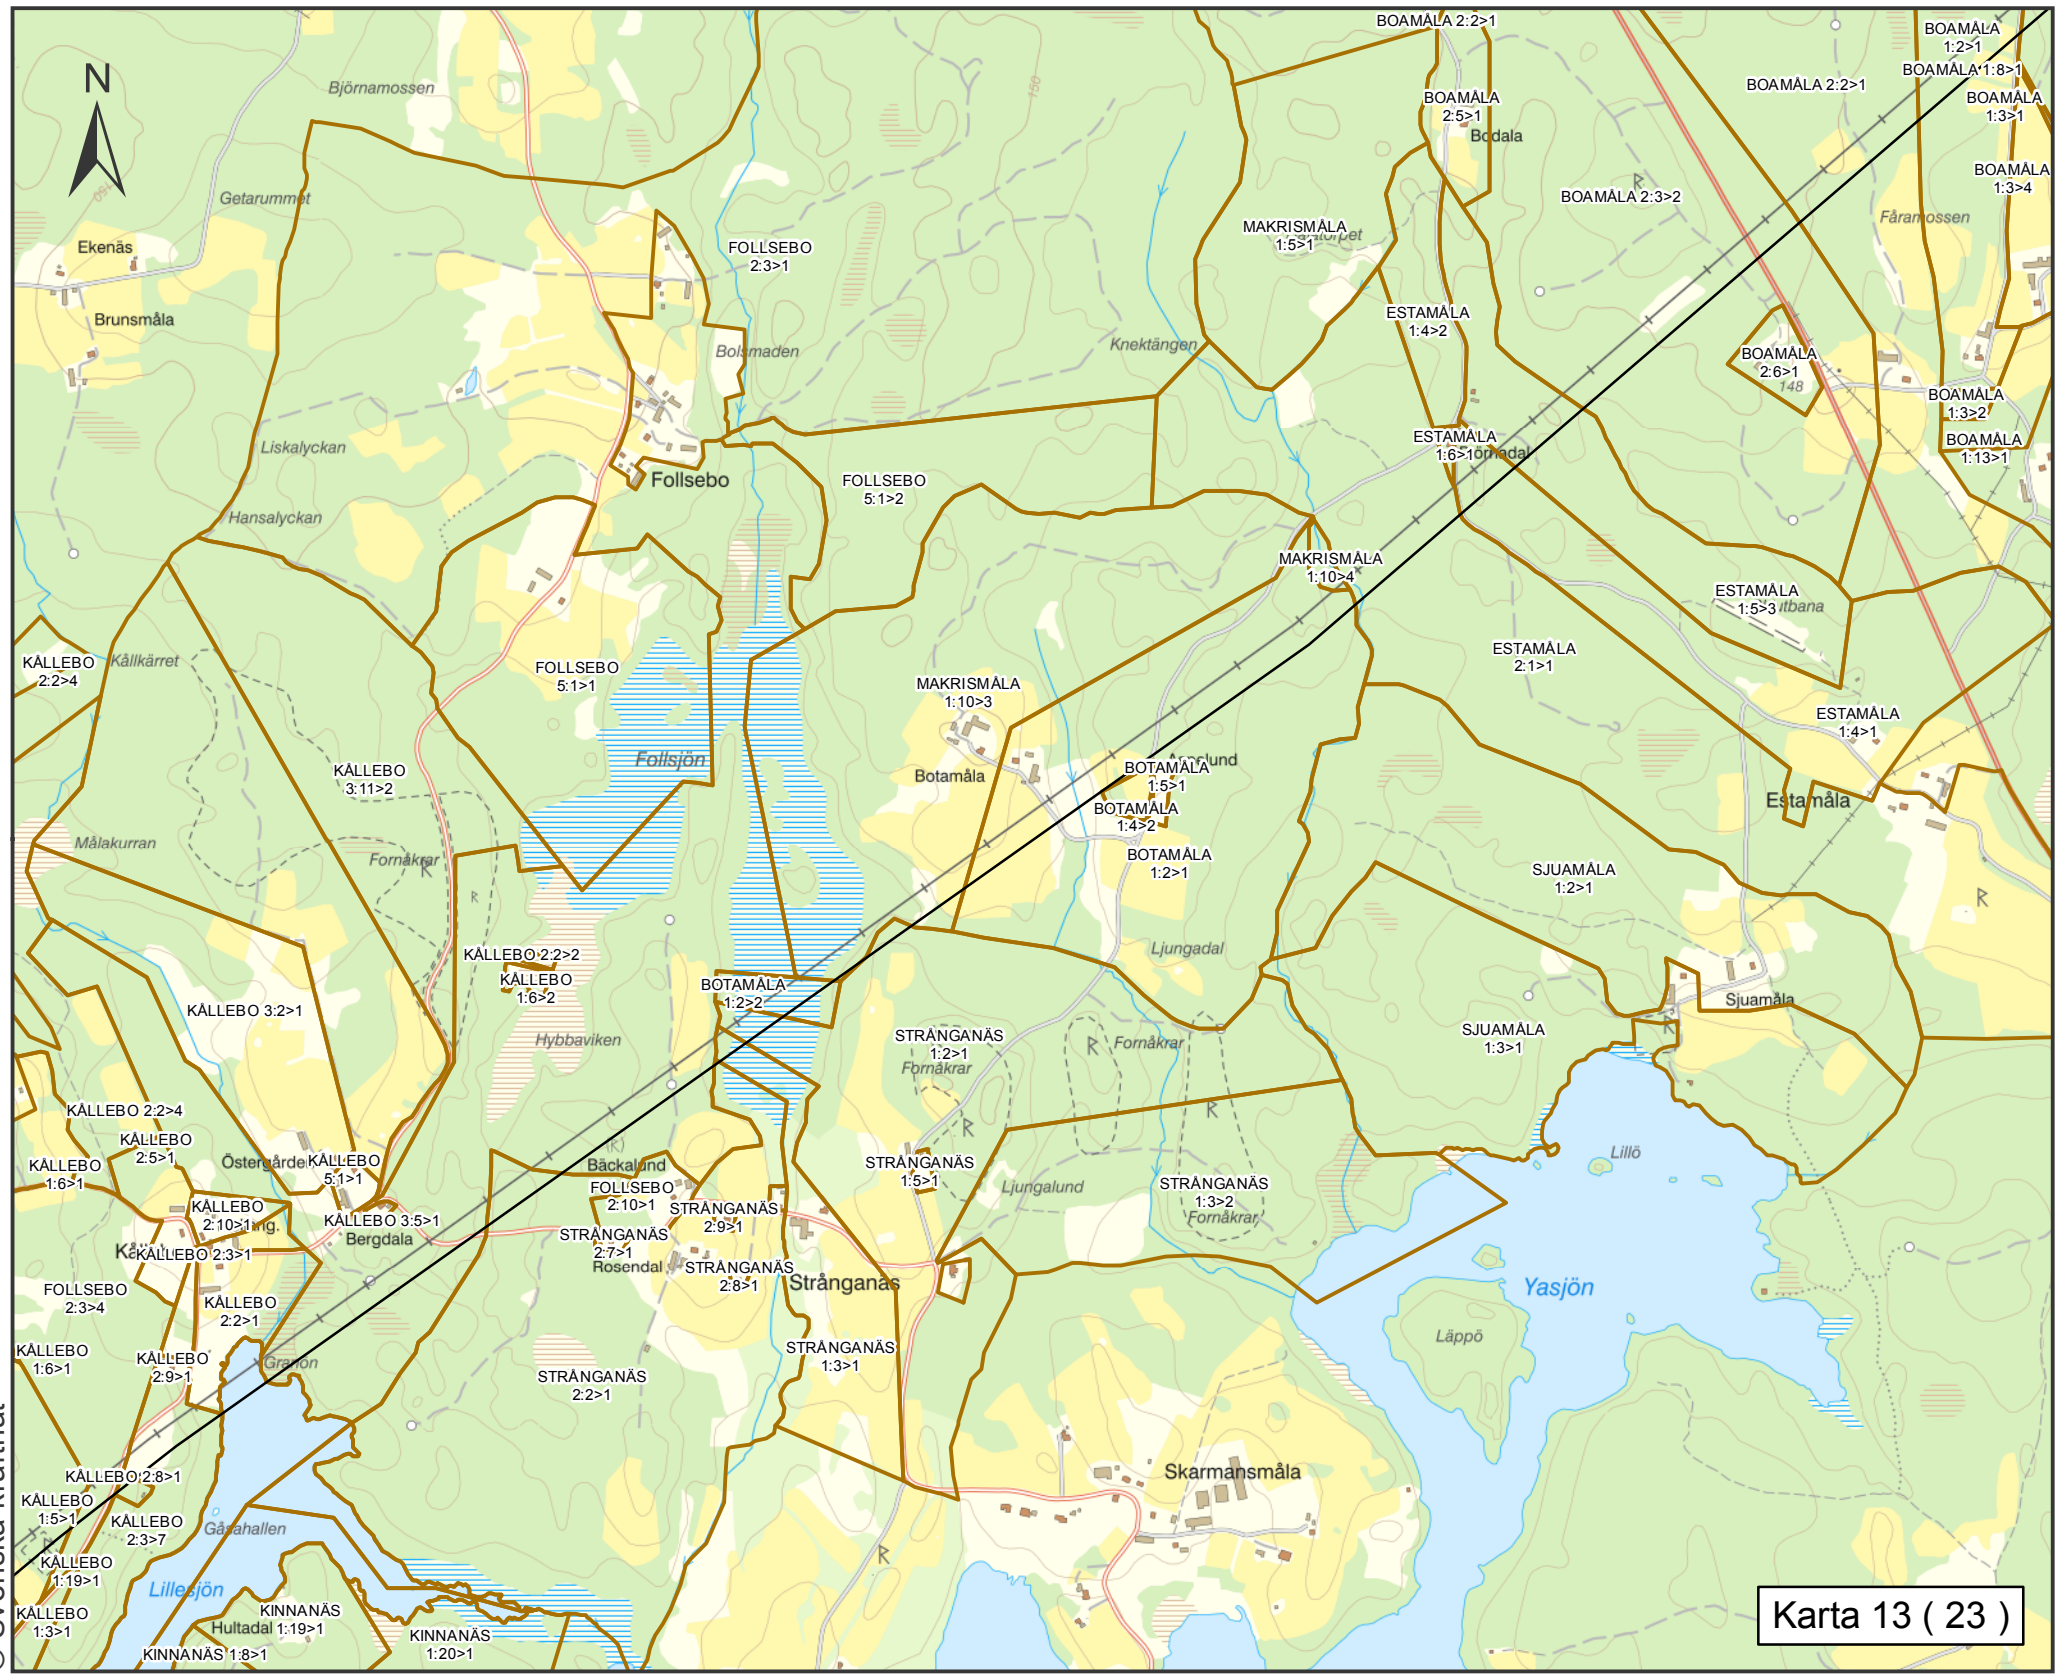 BOAMÅLA 2:2>1
BOAMÅLA
1:2>1
BOAMÅLA 1:8>1
BOAMÅLA 2:2>1
BOAMÅLA
1:3>1
N
Björnamossen
150
BOAMÅLA
2:5>1
Bodala
BOAMÅLA
1:3>4
Getarummet
BOAMÅLA 2:3>2
Fåramossen
Ekenäs
FOLLSEBO
2:3>1
MAKRISMÅLA
1:5>1
Brunsmåla
ESTAMÅLA
1:4>2
Bolsmaden
Knektängen
BOAMÅLA
2:6>1
148
BOAMÅLA
1:3>2
Liskalyckan
ESTAMÅLA
1:6>1
BOAMÅLA
1:13>1
Follsebo
FOLLSEBO
5:1>2
Hansalyckan
MAKRISMÅLA
1:10>4
ESTAMÅLA
1:5>3
KÅLLEBO
2:2>4
Kållkärret
FOLLSEBO
5:1>1
ESTAMÅLA
2:1>1
MAKRISMÅLA
1:10>3
ESTAMÅLA
1:4>1
KÅLLEBO
3:11>2
Follsjön
Botamåla
BOTAMÅLA
1:5>1
BOTAMÅLA
1:4>2
Estamåla
Målakurran
Fornåkrar
BOTAMÅLA
1:2>1
SJUAMÅLA
1:2>1
KÅLLEBO 2:2>2
KÅLLEBO
1:6>2
Ljungadal
BOTAMÅLA
1:2>2
Sjuamåla
KÅLLEBO 3:2>1
Hybbaviken
STRÅNGANÄS
1:2>1
Fornåkrar
Fornåkrar
SJUAMÅLA
1:3>1
KÅLLEBO 2:2>4
KÅLLEBO
2:5>1
(R)
Bäckalund
Lillö
KÅLLEBO
1:6>1
KÅLLEBO
5:1>1
FOLLSEBO
2:10>1
STRÅNGANÄS
1:5>1
Ljungalund
STRÅNGANÄS
1:3>2
Fornåkrar
KÅLLEBO
2:10>1
KÅLLEBO 3:5>1
Bergdala
STRÅNGANÄS
2:9>1
KÅLLEBO 2:3>1
STRÅNGANÄS
2:7>1
Rosendal
STRÅNGANÄS
2:8>1
Strånganäs
FOLLSEBO
2:3>4
KÅLLEBO
2:2>1
Yasjön
KÅLLEBO
1:6>1
KÅLLEBO
2:9>1
Granön
STRÅNGANÄS
1:3>1
Läppö
STRÅNGANÄS
2:2>1
KÅLLEBO 2:8>1
Skarmansmåla
KÅLLEBO
1:5>1
KÅLLEBO
2:3>7
Gåsahallen
KÅLLEBO
1:19>1
Lillesjön
KÅLLEBO
1:3>1
KINNANÄS
1:19>1
Hultadal
KINNANÄS
1:20>1
KINNANÄS 1:8>1
Karta 13 ( 23 )